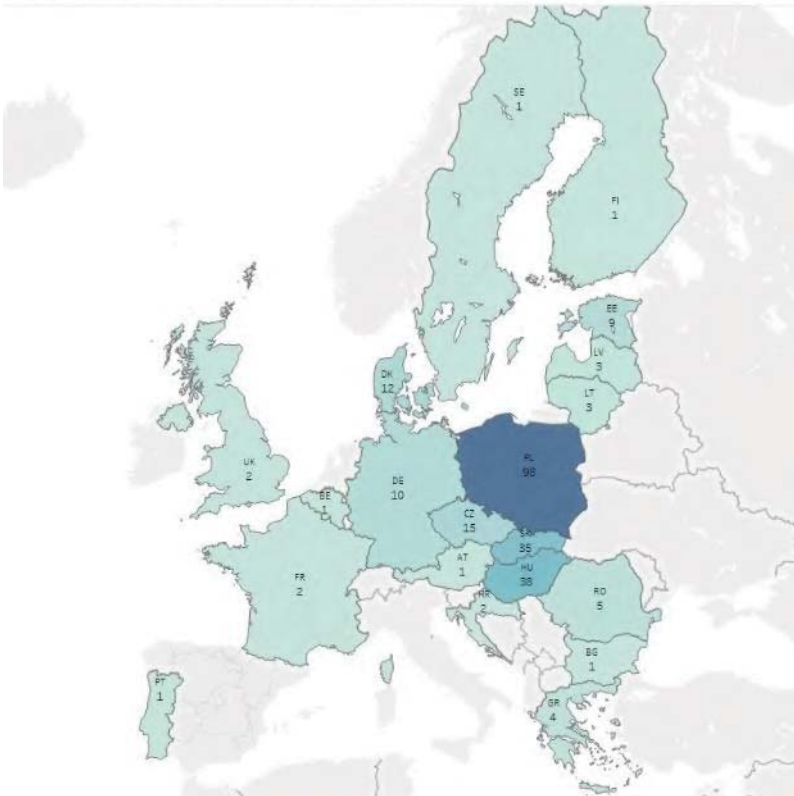 SE
1
FI
1
EE
9
LV
3
LT
3
DK
12
PL
98
UK
2
DE
10
BE
1
CZ
15
35
AT
1
HU
38
FR
2
HR
2
RO
5
BG
1
PT
1
GR
4